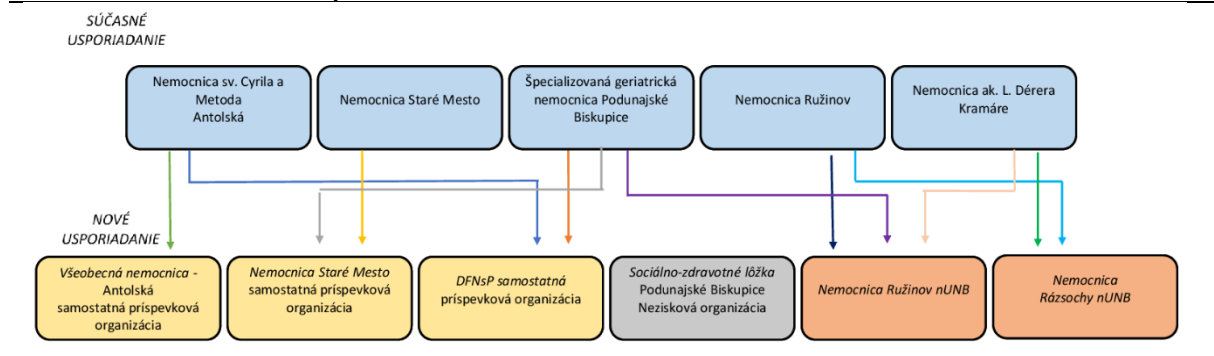 SÚČASNÉ
USPORIADANIE
Nemocnica sv. Cyrila a
Metoda
Antolská
Nemocnica Staré Mesto
Špecializovaná geriatrická
nemocnica Podunajské
Biskupice
Nemocnica Ružinov
Nemocnica ak. L. Dérera
Kramáre
NOVÉ
USPORIADANIE
Všeobecná nemocnica -
Antolská
samostatná príspevková
organizácia
Nemocnica Staré Mesto
samostatná príspevková
organizácia
DFNsP samostatná
príspevková organizácia
Sociálno-zdravotné lôžka
Podunajské Biskupice
Nezisková organizácia
Nemocnica Ružinov nUNB
Nemocnica
Rázsochy nUNB